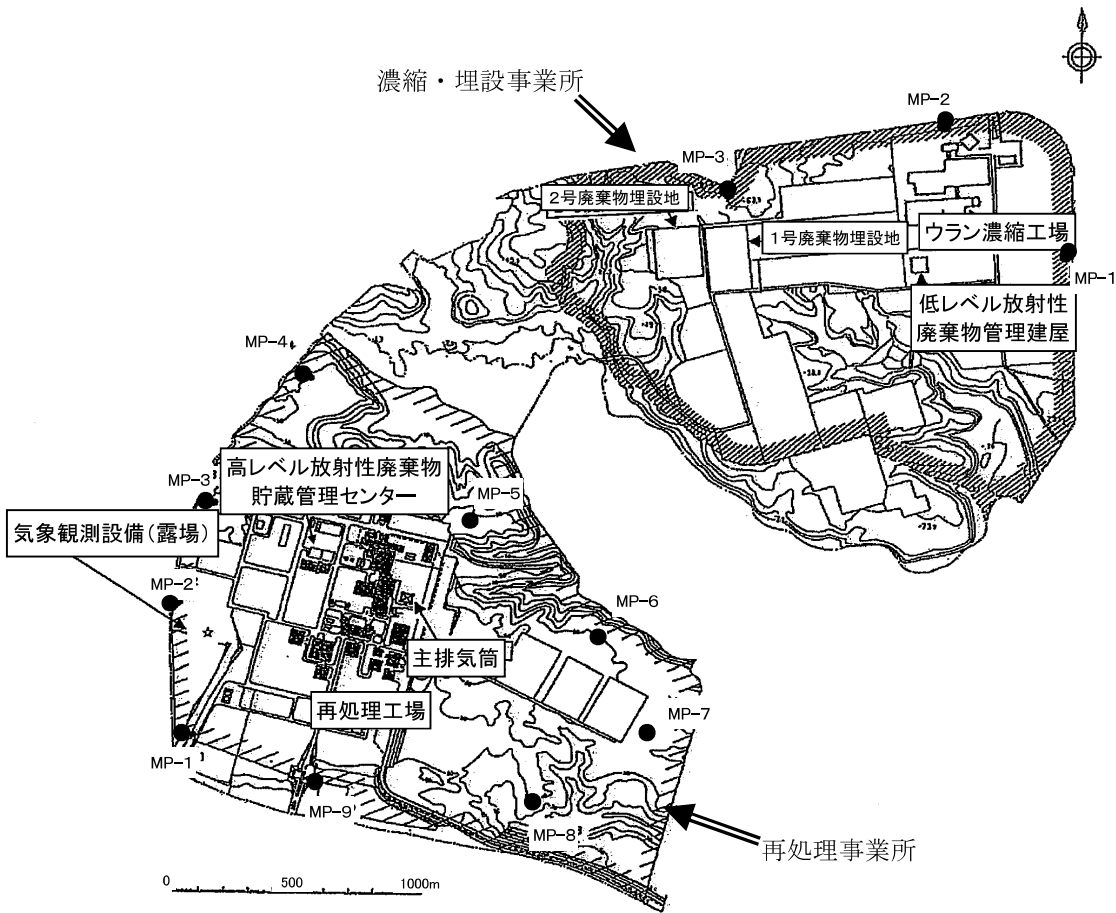 濃縮・埋設事業所
MP-2
MP-3
2号廃棄物埋設地
1号廃棄物埋設地
ウラン濃縮工場
MP-1
低レベル放射性
廃棄物管理建屋
MP-4
高レベル放射性廃棄物
貯蔵管理センター
MP-3
MP-5
気象観測設備(露場)
MP-2
MP-6
主排気筒
再処理工場
MP-7
MP-1
MP-9
MP-8
再処理事業所
0
500
1000m